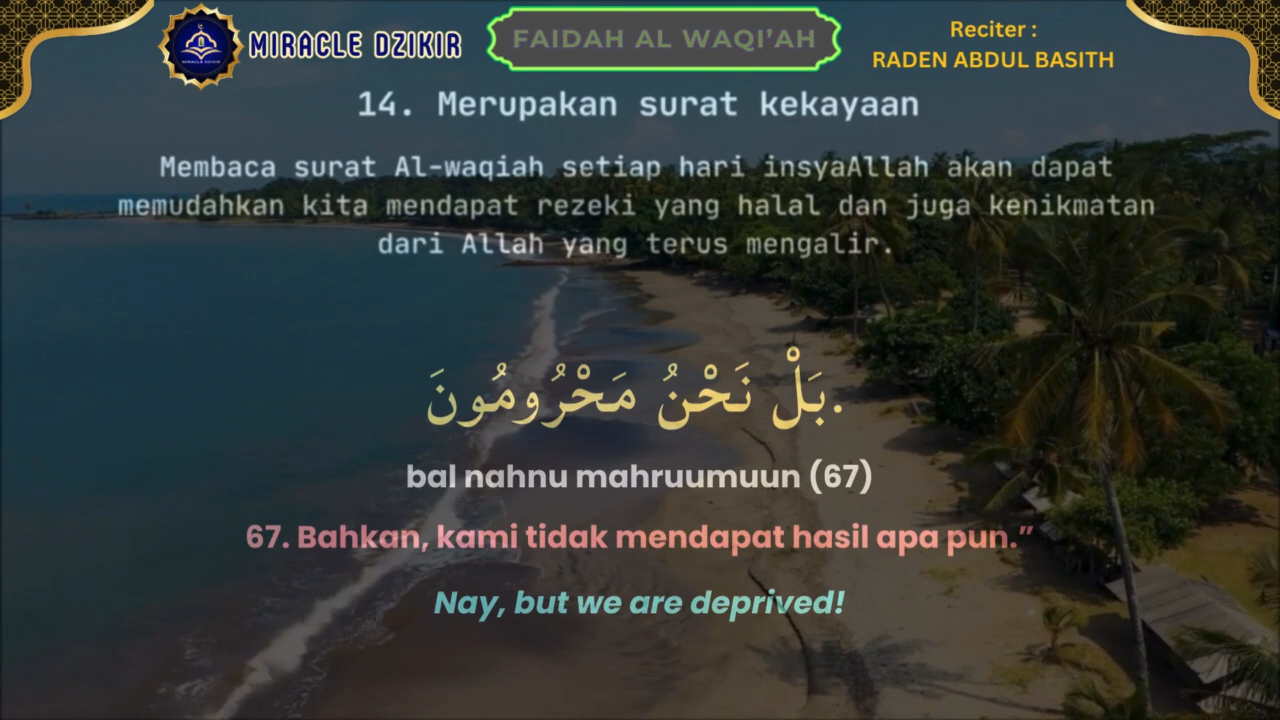 MIRACLE DZIKIR
FAIDAH AL WAQI'AH
Reciter :
RADEN ABDUL BASITH
14. Merupakan surat kekayaan
Membaca surat Al-waqiah setiap hari insyaAllah akan dapat
memudahkan kita mendapat rezeki yang halal dan juga kenikmatan
dari Allah yang terus mengalir.
بَلْ نَحْنُ مَحْرُومُونَ.
bal nahnu mahruumuun (67)
67. Bahkan, kami tidak mendapat hasil apa pun.”
Nay, but we are deprived!